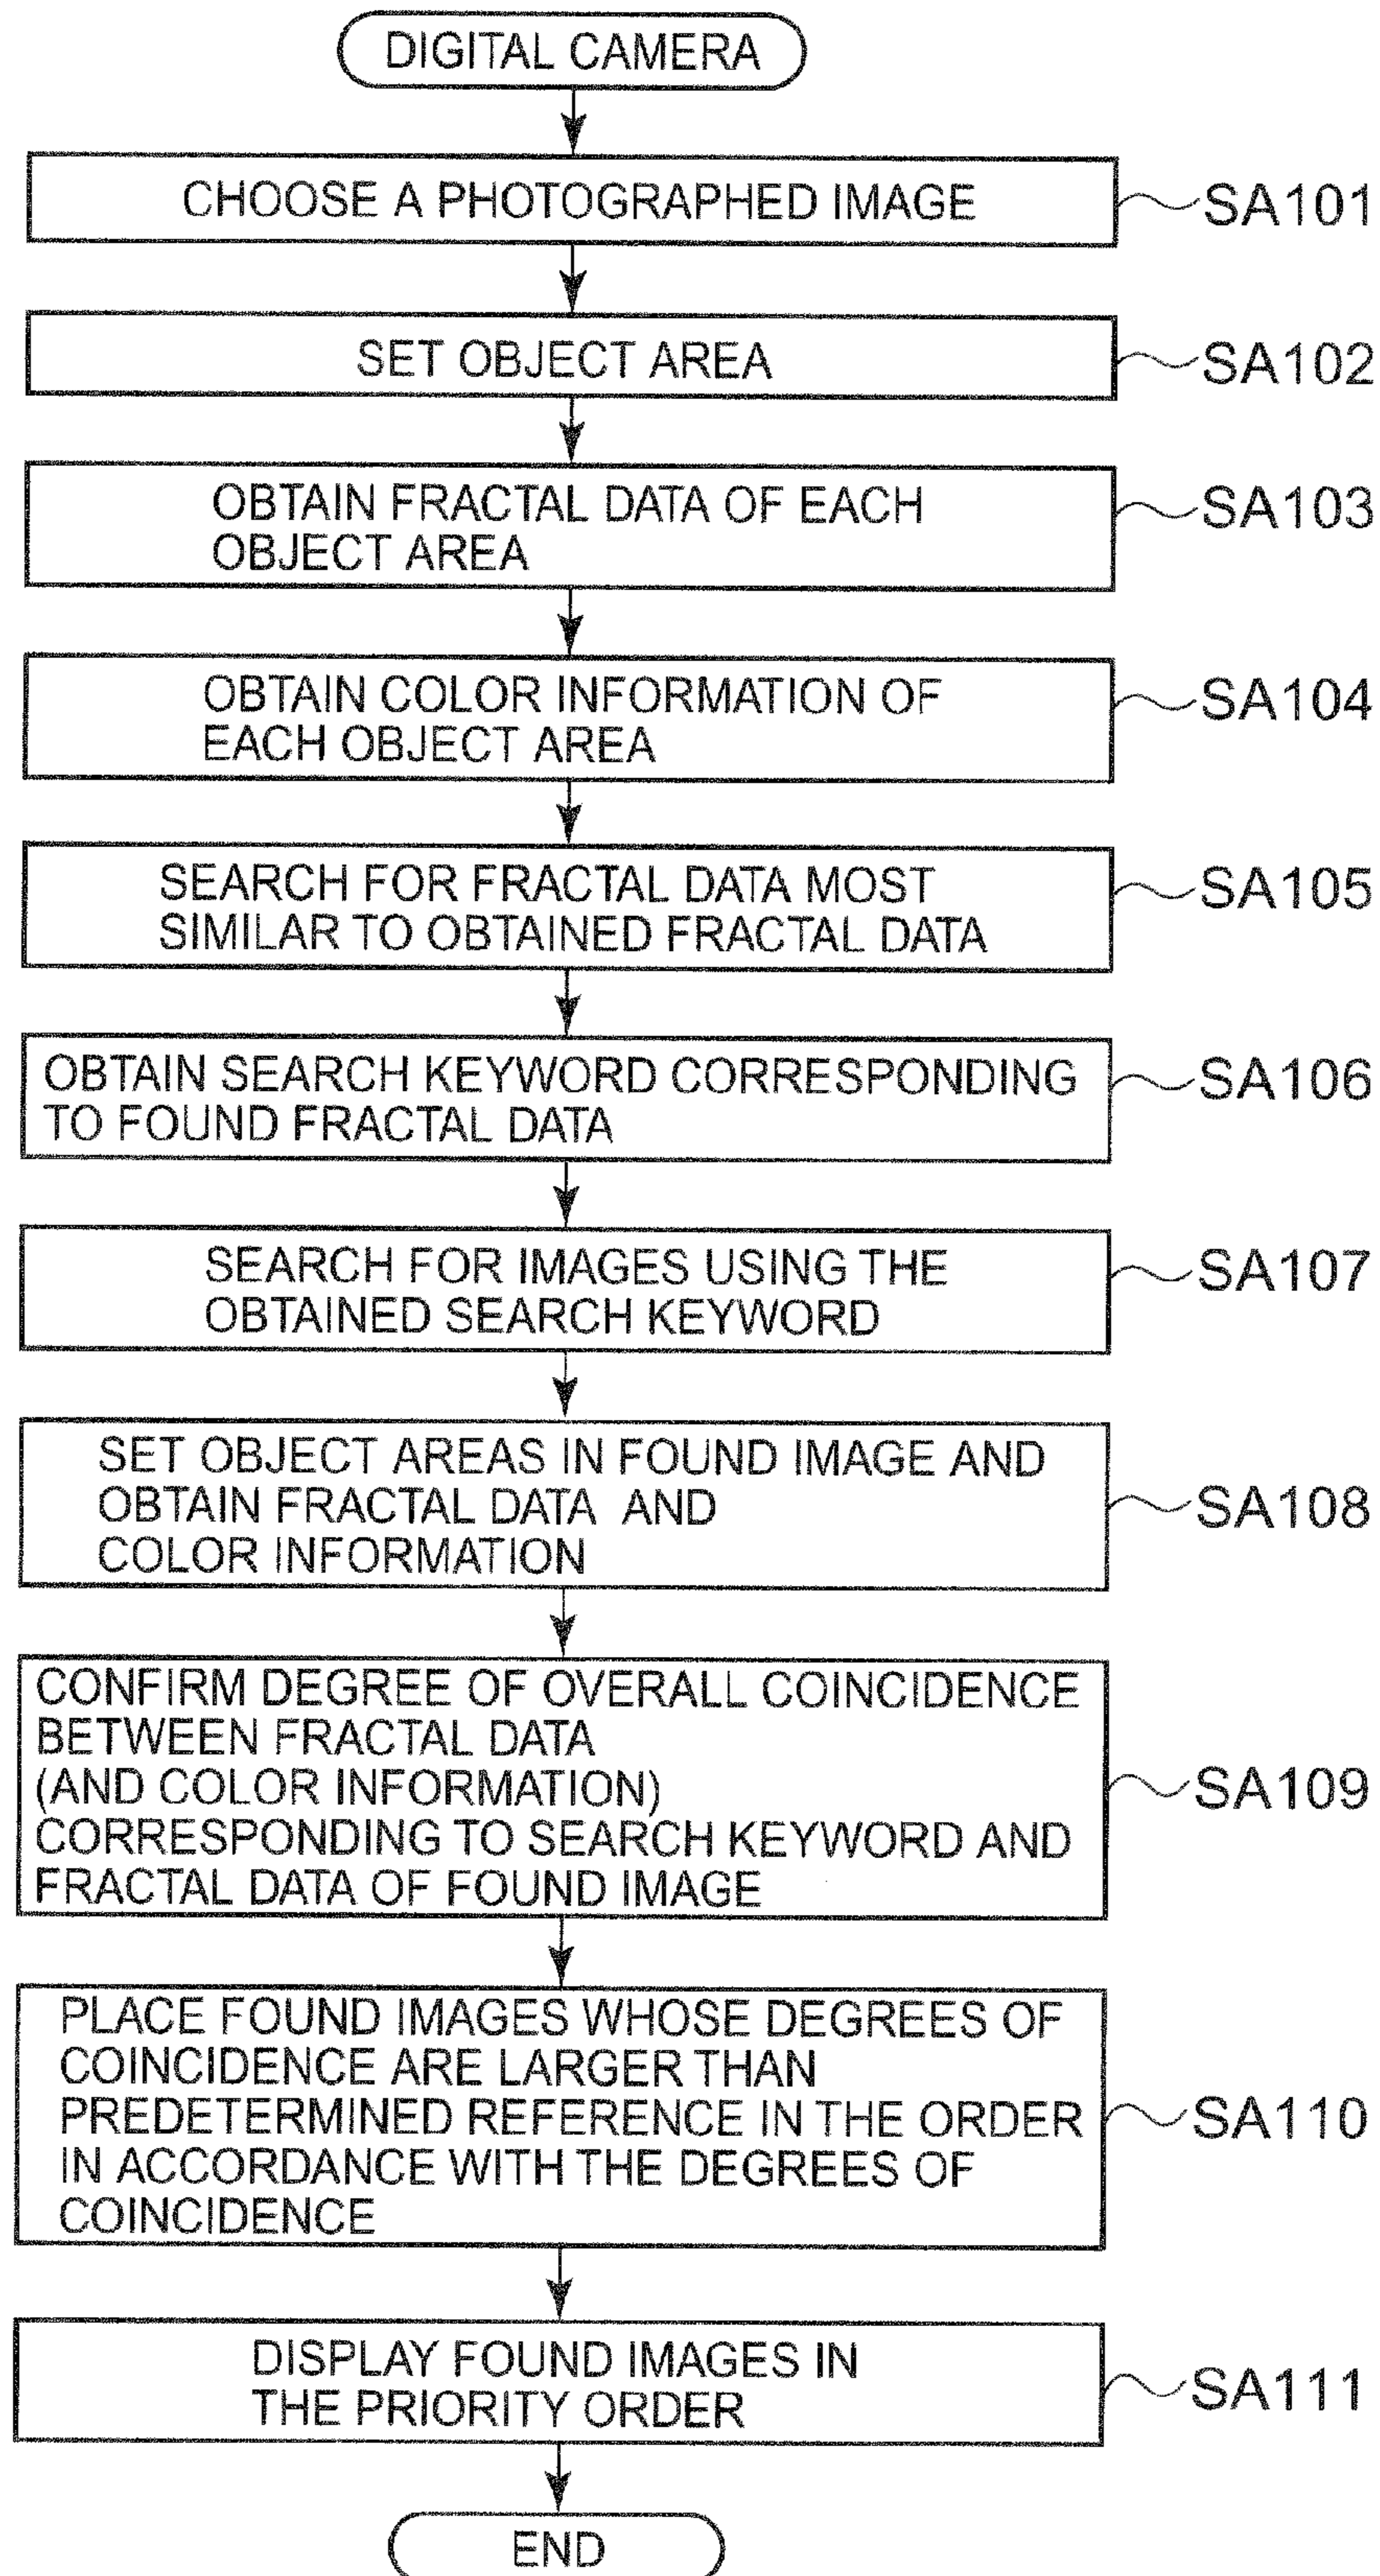 DIGITAL CAMERA
CHOOSE A PHOTOGRAPHED IMAGE
SA101
SET OBJECT AREA
SA102
OBTAIN FRACTAL DATA OF EACH
OBJECT AREA
SA103
OBTAIN COLOR INFORMATION OF
EACH OBJECT AREA
SA104
SEARCH FOR FRACTAL DATA MOST
SIMILAR TO OBTAINED FRACTAL DATA
SA105
OBTAIN SEARCH KEYWORD CORRESPONDING
TO FOUND FRACTAL DATA
SA106
SEARCH FOR IMAGES USING THE
OBTAINED SEARCH KEYWORD
SA107
SET OBJECT AREAS IN FOUND IMAGE AND
OBTAIN FRACTAL DATA AND
COLOR INFORMATION
SA108
CONFIRM DEGREE OF OVERALL COINCIDENCE
BETWEEN FRACTAL DATA
(AND COLOR INFORMATION)
CORRESPONDING TO SEARCH KEYWORD AND
FRACTAL DATA OF FOUND IMAGE
SA109
PLACE FOUND IMAGES WHOSE DEGREES OF
COINCIDENCE ARE LARGER THAN
PREDETERMINED REFERENCE IN THE ORDER
IN ACCORDANCE WITH THE DEGREES OF
COINCIDENCE
SA110
DISPLAY FOUND IMAGES IN
THE PRIORITY ORDER
SA111
END